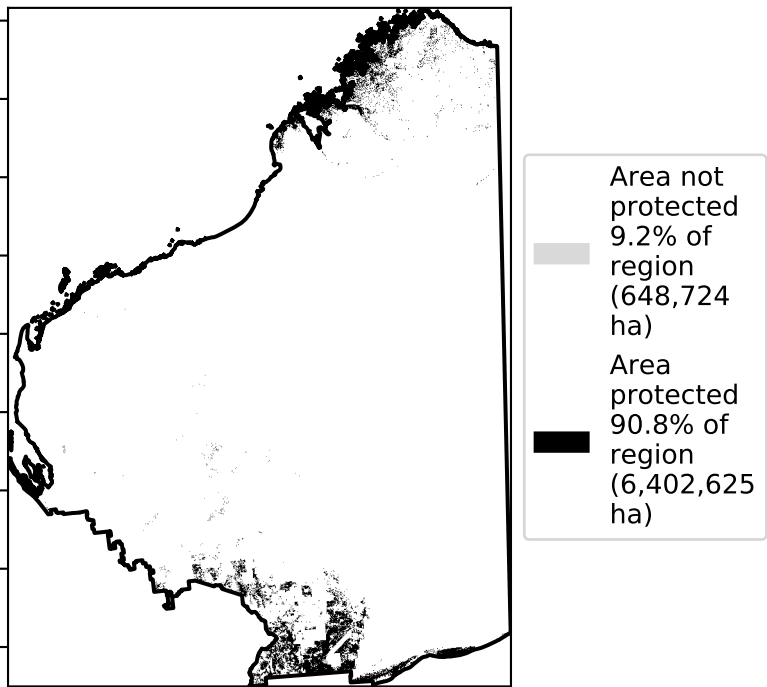 Area not
protected
9.2% of
region
(648,724
ha)
Area
protected
90.8% of
region
(6,402,625
ha)